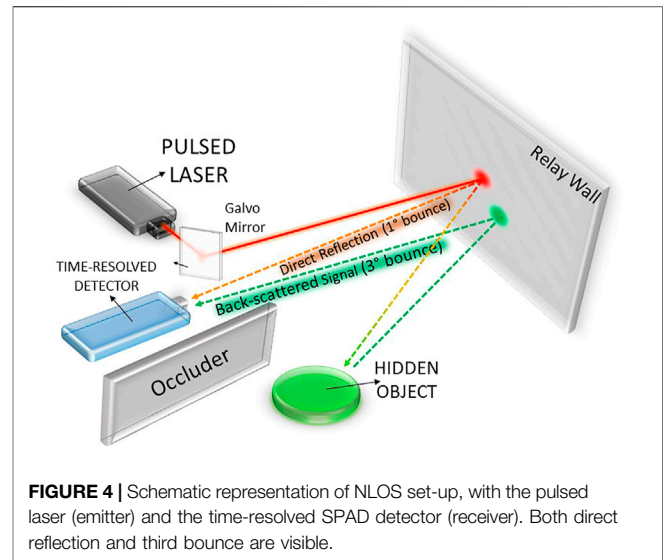 PULSED
LASER
Galvo
Mirror
Relay Wall
TIME-RESOLVED
DETECTOR
Direct Reflection (1° bounce)
Back-scattered Signal (3° bounce)
Occluder
HIDDEN
OBJECT
FIGURE 4 | Schematic representation of NLOS set-up, with the pulsed
laser (emitter) and the time-resolved SPAD detector (receiver). Both direct
reflection and third bounce are visible.